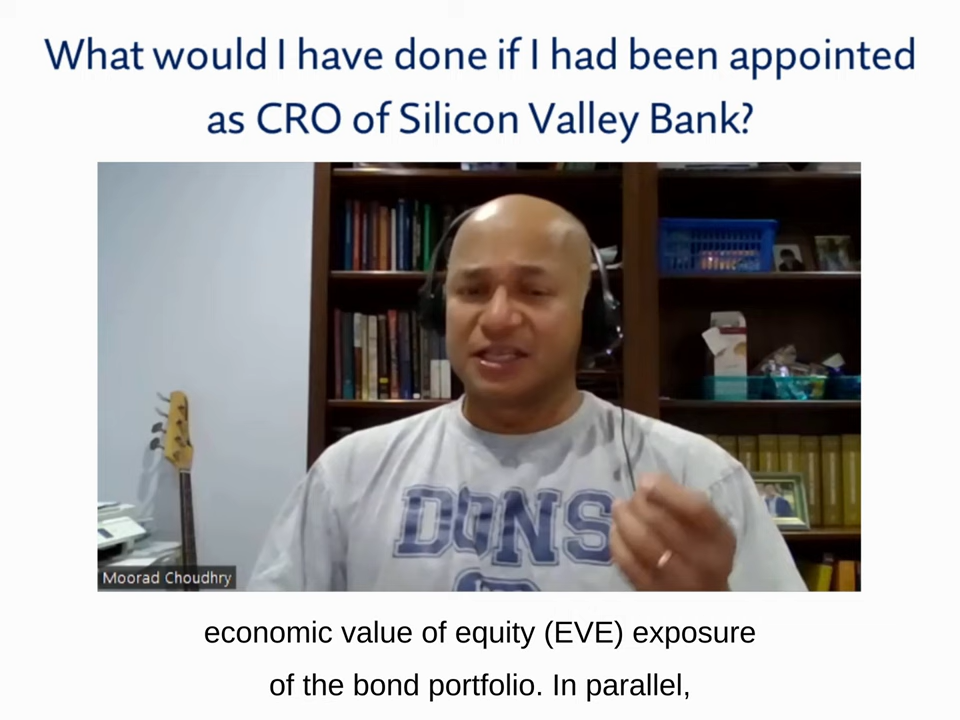 What would I have done if I had been appointed
as CRO of Silicon Valley Bank?
DONS
Moorad Choudhry
economic value of equity (EVE) exposure
of the bond portfolio. In parallel,